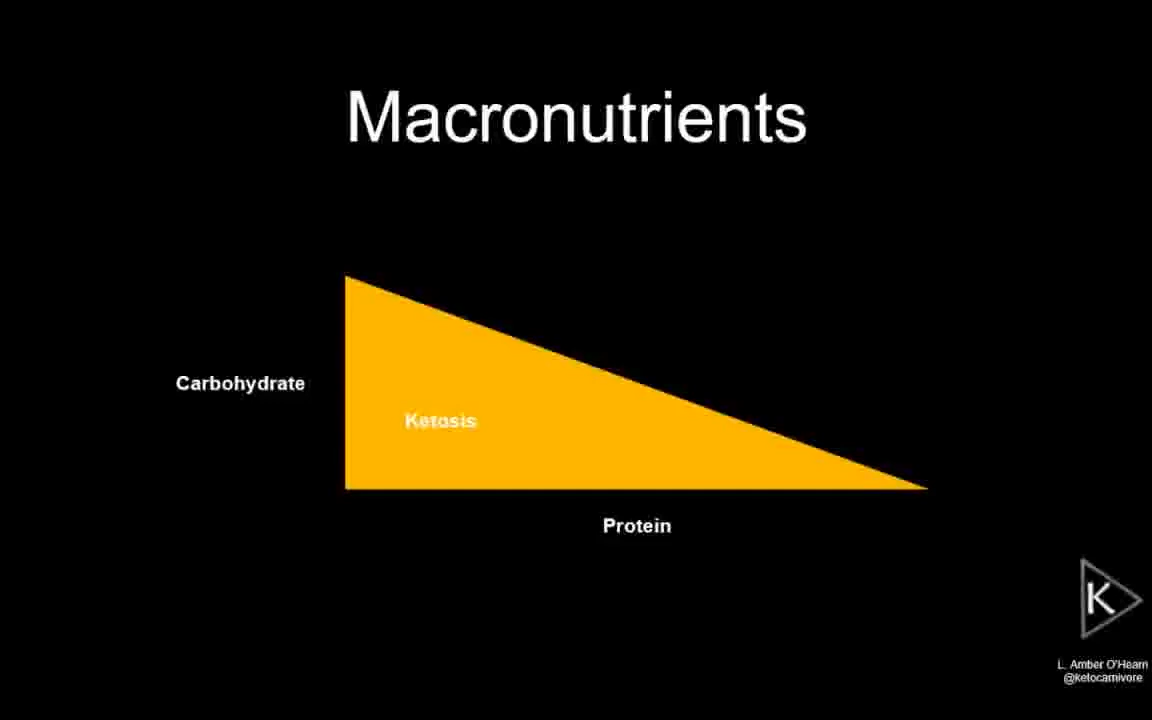 Macronutrients
Carbohydrate
Ketosis
Protein
K
L. Amber O'Hearn
@ketocarnivore